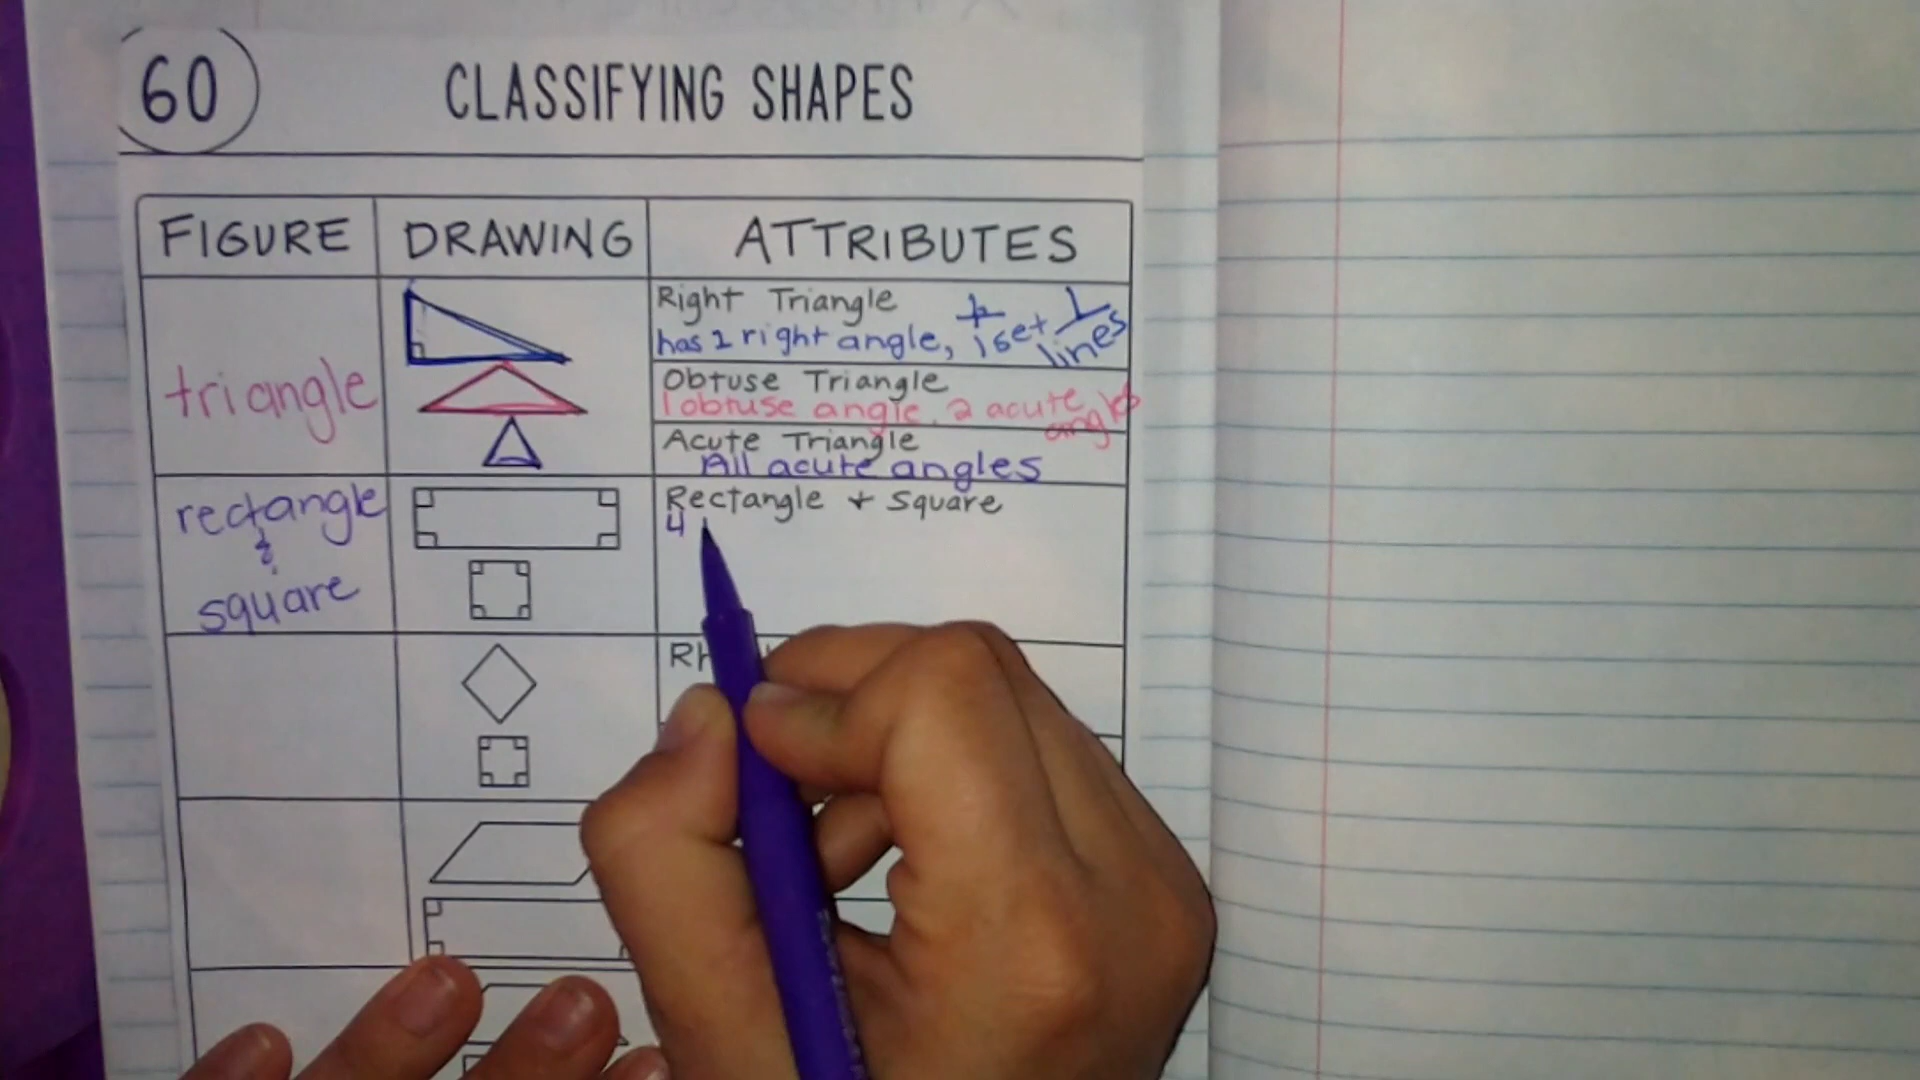 60
CLASSIFYING SHAPES
FIGURE DRAWING ATTRIBUTES
triangle
Right Triangle
has 1 right angle, 1 set ⊥ lines
Obtuse Triangle
1 obtuse angle, 2 acute angles
Acute Triangle
All acute angles
rectangle
&
square
Rectangle + Square
4